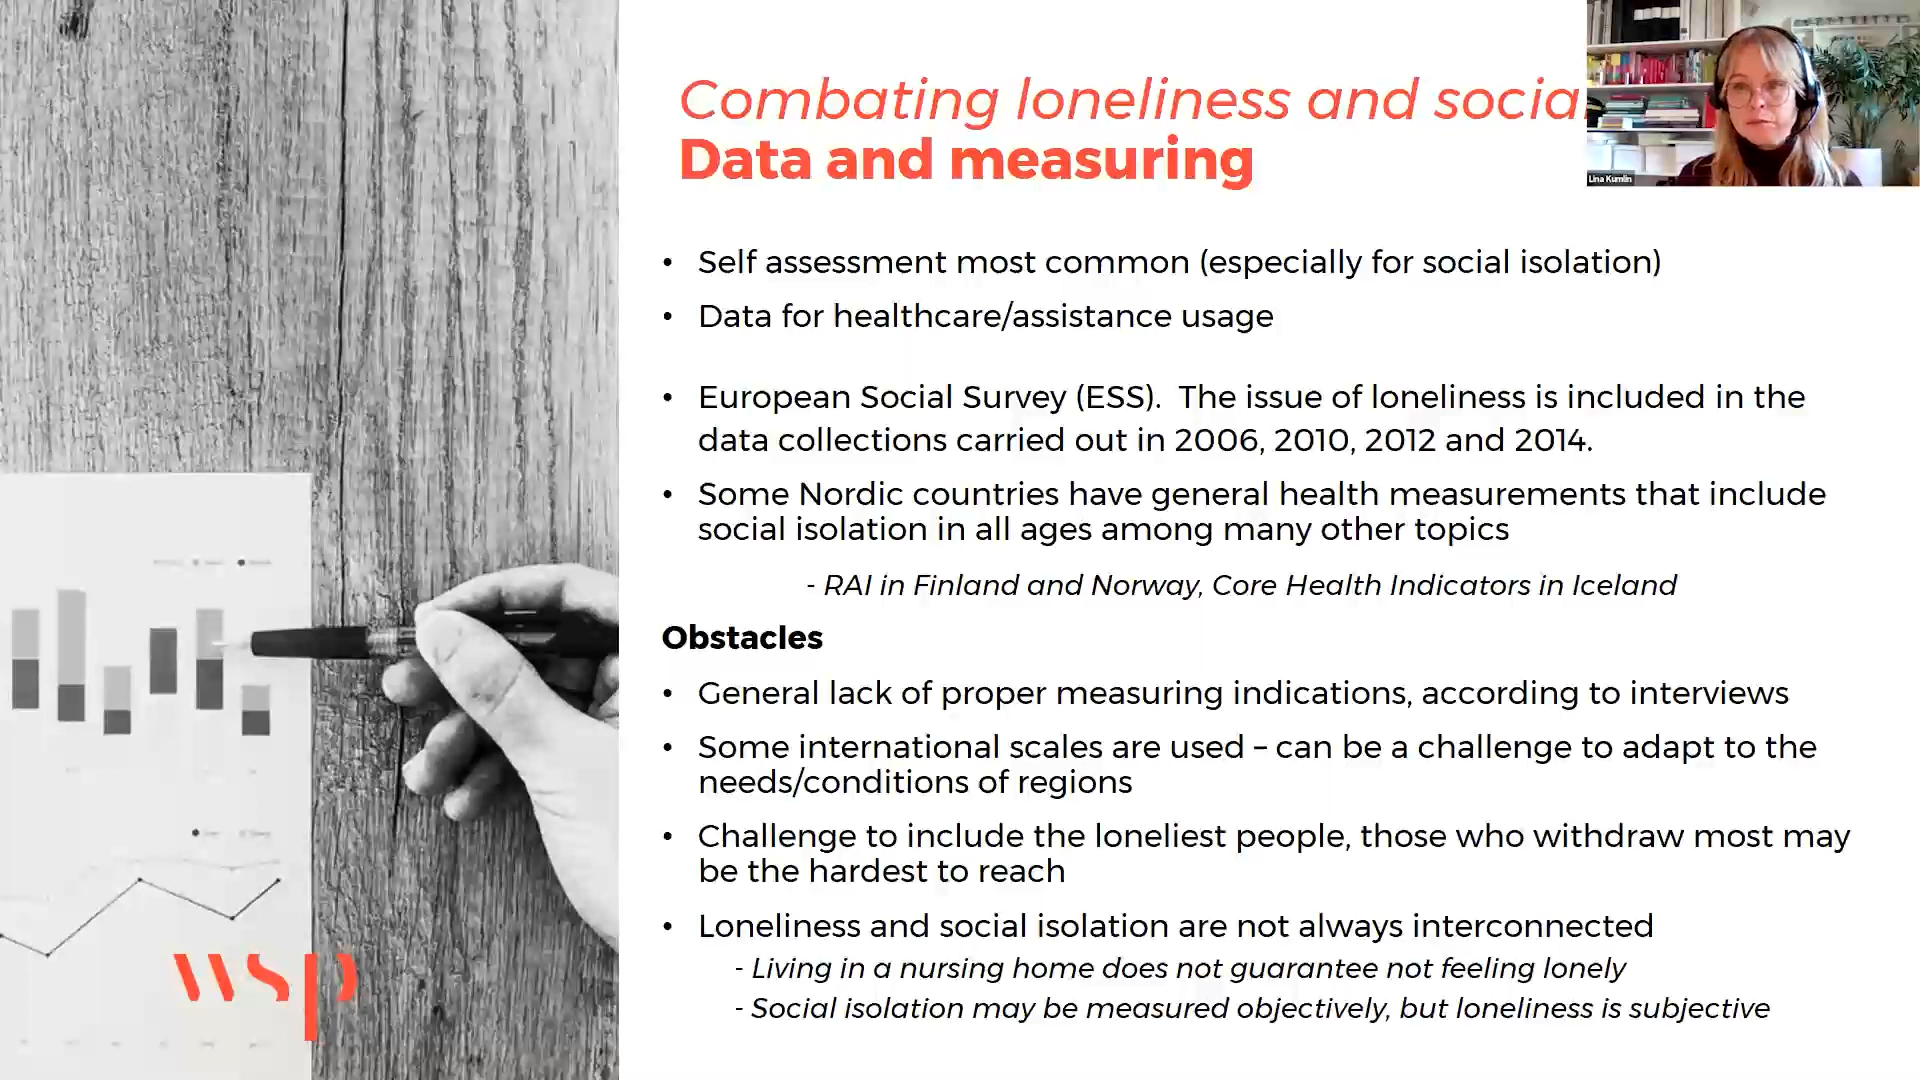 Combating loneliness and socia
Data and measuring
Lina Kumlin
• Self assessment most common (especially for social isolation)
• Data for healthcare/assistance usage
• European Social Survey (ESS).  The issue of loneliness is included in the
data collections carried out in 2006, 2010, 2012 and 2014.
• Some Nordic countries have general health measurements that include
social isolation in all ages among many other topics
- RAI in Finland and Norway, Core Health Indicators in Iceland
Obstacles
• General lack of proper measuring indications, according to interviews
• Some international scales are used – can be a challenge to adapt to the
needs/conditions of regions
• Challenge to include the loneliest people, those who withdraw most may
be the hardest to reach
• Loneliness and social isolation are not always interconnected
- Living in a nursing home does not guarantee not feeling lonely
- Social isolation may be measured objectively, but loneliness is subjective
wsp